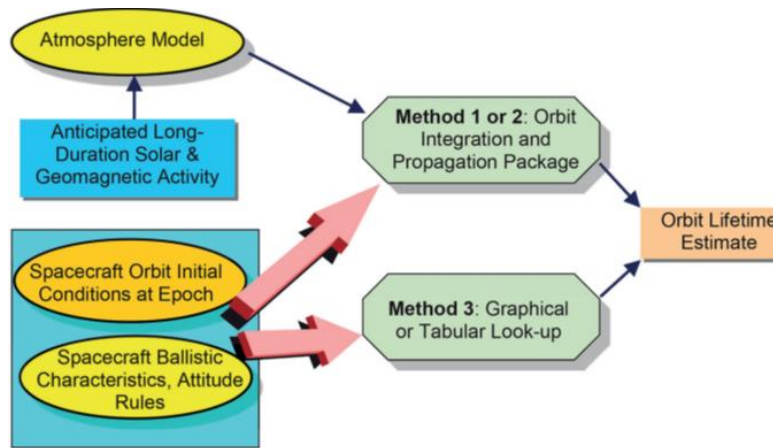 Atmosphere Model
Anticipated Long-
Duration Solar &
Geomagnetic Activity
Method 1 or 2: Orbit
Integration and
Propagation Package
Spacecraft Orbit Initial
Conditions at Epoch
Orbit Lifetime
Estimate
Method 3: Graphical
or Tabular Look-up
Spacecraft Ballistic
Characteristics, Attitude
Rules